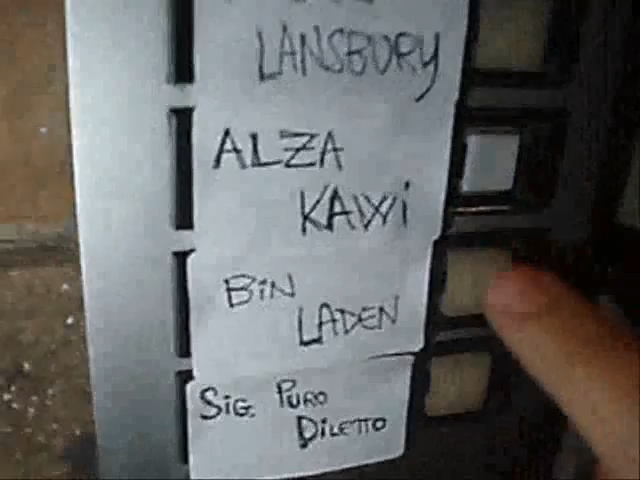 LANSBURY
ALZA
KAWI
BIN
LADEN
SIG. PURO
DILETTO